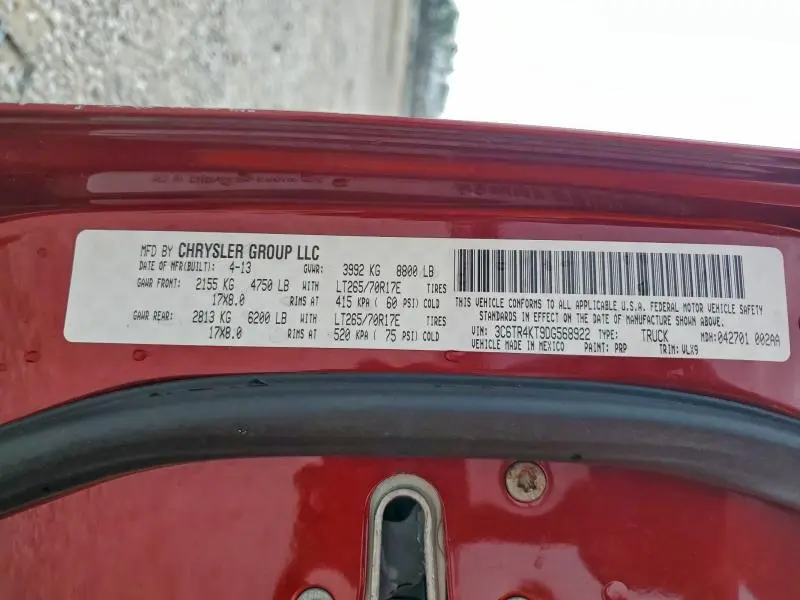 MFD BY CHRYSLER GROUP LLC
DATE OF MFR(BUILT): 4-13 GVWR: 3992 KG 8800 LB
GAWR FRONT: 2155 KG 4750 LB WITH LT265/70R17E TIRES
17X8.0 RIMS AT 415 KPA ( 60 PSI) COLD
GAWR REAR: 2813 KG 6200 LB WITH LT265/70R17E TIRES
17X8.0 RIMS AT 520 KPA ( 75 PSI) COLD
THIS VEHICLE CONFORMS TO ALL APPLICABLE U.S.A. FEDERAL MOTOR VEHICLE SAFETY
STANDARDS IN EFFECT ON THE DATE OF MANUFACTURE SHOWN ABOVE.
VIN: 3C6TR4KT9DG568922 TYPE: TRUCK MDH:042701 002AA
VEHICLE MADE IN MEXICO PAINT: PRP TRIM: VLX9